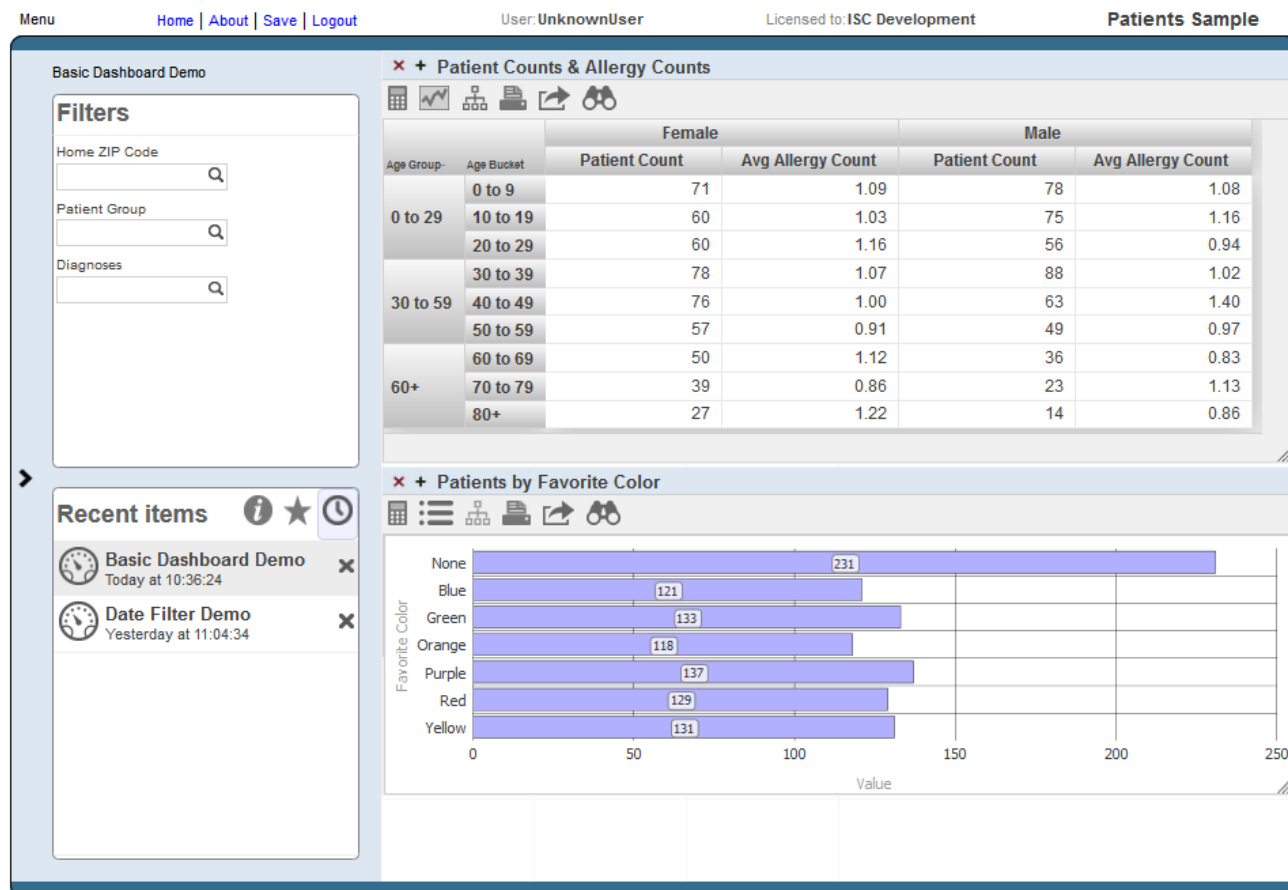 Menu Home | About | Save | Logout User:UnknownUser Licensed to:ISC Development Patients Sample
Basic Dashboard Demo
Filters
Home ZIP Code
Patient Group
Diagnoses
Recent items
Basic Dashboard Demo
Today at 10:36:24
Date Filter Demo
Yesterday at 11:04:34
Patient Counts & Allergy Counts
Female Male
Age Group- Age Bucket Patient Count Avg Allergy Count Patient Count Avg Allergy Count
0 to 29 0 to 9 71 1.09 78 1.08
10 to 19 60 1.03 75 1.16
20 to 29 60 1.16 56 0.94
30 to 59 30 to 39 78 1.07 88 1.02
40 to 49 76 1.00 63 1.40
50 to 59 57 0.91 49 0.97
60+ 60 to 69 50 1.12 36 0.83
70 to 79 39 0.86 23 1.13
80+ 27 1.22 14 0.86
Patients by Favorite Color
Favorite Color
None 231
Blue 121
Green 133
Orange 118
Purple 137
Red 129
Yellow 131
0 50 100 150 200 250
Value